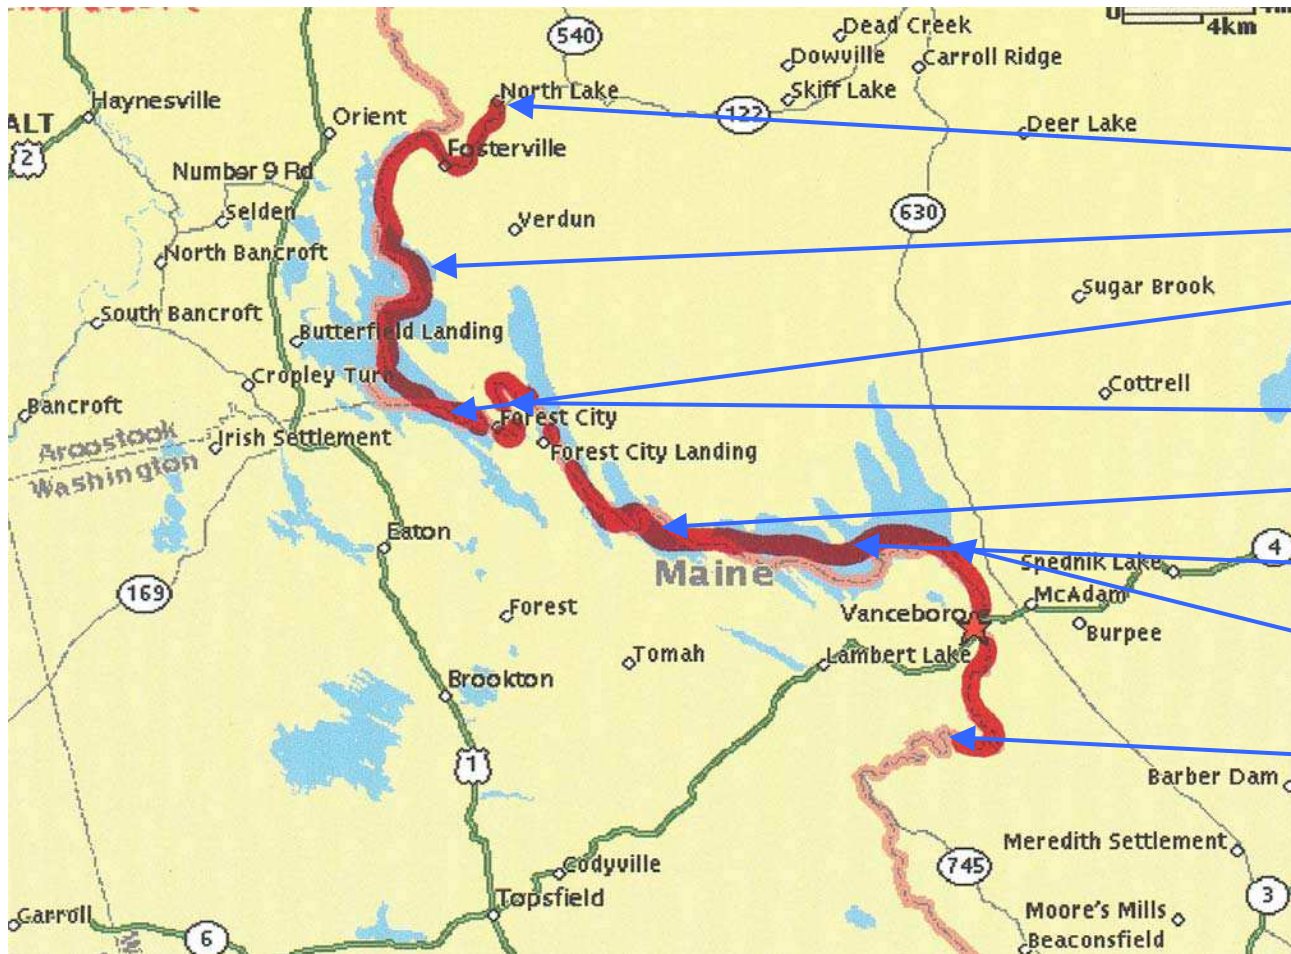 4km
540
Dead Creek
Dowville
Carroll Ridge
North Lake
Skiff Lake
Haynesville
Orient
122
ALT
2
Deer Lake
Fosterville
Number 9 Rd
Selden
Verdun
630
North Bancroft
Sugar Brook
South Bancroft
Butterfield Landing
Cropley Turn
Cottrell
Bancroft
Forest City
Aroostook
Irish Settlement
Forest City Landing
Washington
Eaton
4
Spednik Lake
Maine
169
McAdam
Forest
Vanceboro
Burpee
Tomah
Lambert Lake
Brookton
1
Barber Dam
Meredith Settlement
Codyville
745
Topsfield
3
Carroll
Moore's Mills
6
Beaconsfield